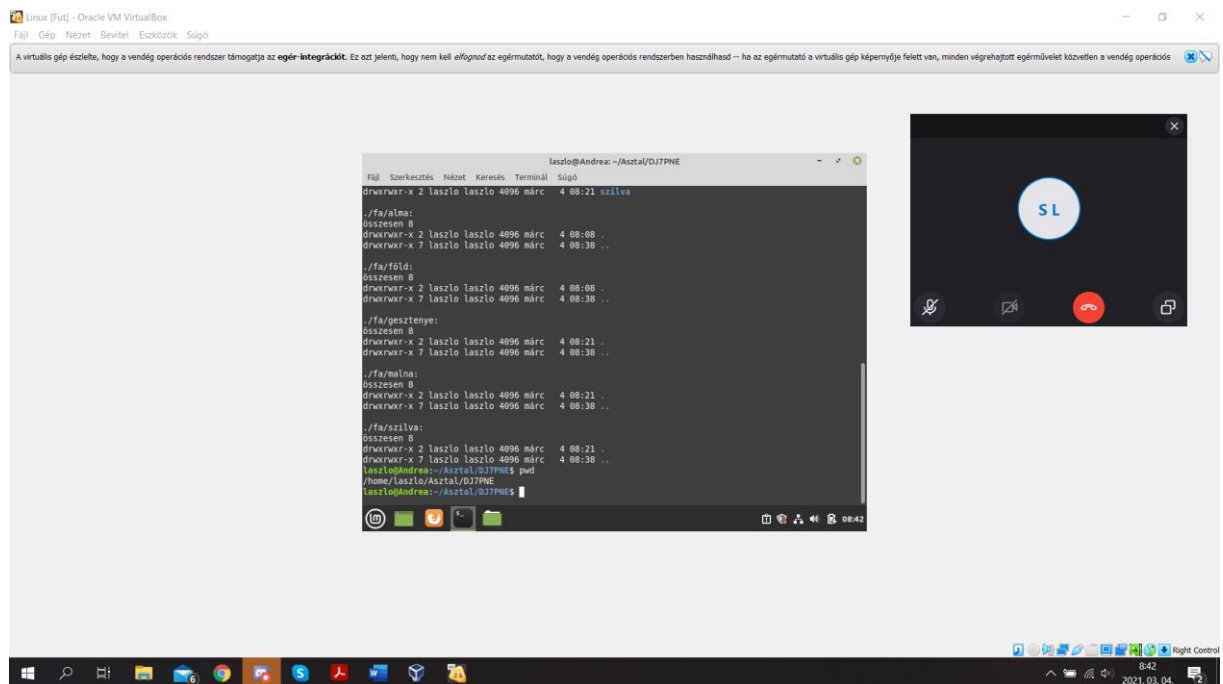 Linux [Fut] - Oracle VM VirtualBox
Fájl Gép Nézet Bevitel Eszközök Súgó
A virtuális gép észlelte, hogy a vendég operációs rendszer támogatja az egér-integrációt. Ez azt jelenti, hogy nem kell elfognod az egérmutatót, hogy a vendég operációs rendszerben használhasd -- ha az egérmutató a virtuális gép képernyője felett van, minden végrehajtott egérművelet közvetlen a vendég operációs
laszlo@Andrea: ~/Asztal/DJ7PNE
Fájl Szerkesztés Nézet Keresés Terminál Súgó
drwxrwxr-x 2 laszlo laszlo 4096 márc 4 08:21 szilva
./fa/alma:
összesen 8
drwxrwxr-x 2 laszlo laszlo 4096 márc 4 08:08 .
drwxrwxr-x 7 laszlo laszlo 4096 márc 4 08:38 ..
./fa/föld:
összesen 8
drwxrwxr-x 2 laszlo laszlo 4096 márc 4 08:08 .
drwxrwxr-x 7 laszlo laszlo 4096 márc 4 08:38 ..
./fa/gesztenye:
összesen 8
drwxrwxr-x 2 laszlo laszlo 4096 márc 4 08:21 .
drwxrwxr-x 7 laszlo laszlo 4096 márc 4 08:38 ..
./fa/malna:
összesen 8
drwxrwxr-x 2 laszlo laszlo 4096 márc 4 08:21 .
drwxrwxr-x 7 laszlo laszlo 4096 márc 4 08:38 ..
./fa/szilva:
összesen 8
drwxrwxr-x 2 laszlo laszlo 4096 márc 4 08:21 .
drwxrwxr-x 7 laszlo laszlo 4096 márc 4 08:38 ..
laszlo@Andrea:~/Asztal/DJ7PNE$ pwd
/home/laszlo/Asztal/DJ7PNE
laszlo@Andrea:~/Asztal/DJ7PNE$
08:42
S L
Right Control
6
8:42
2021. 03. 04.
2